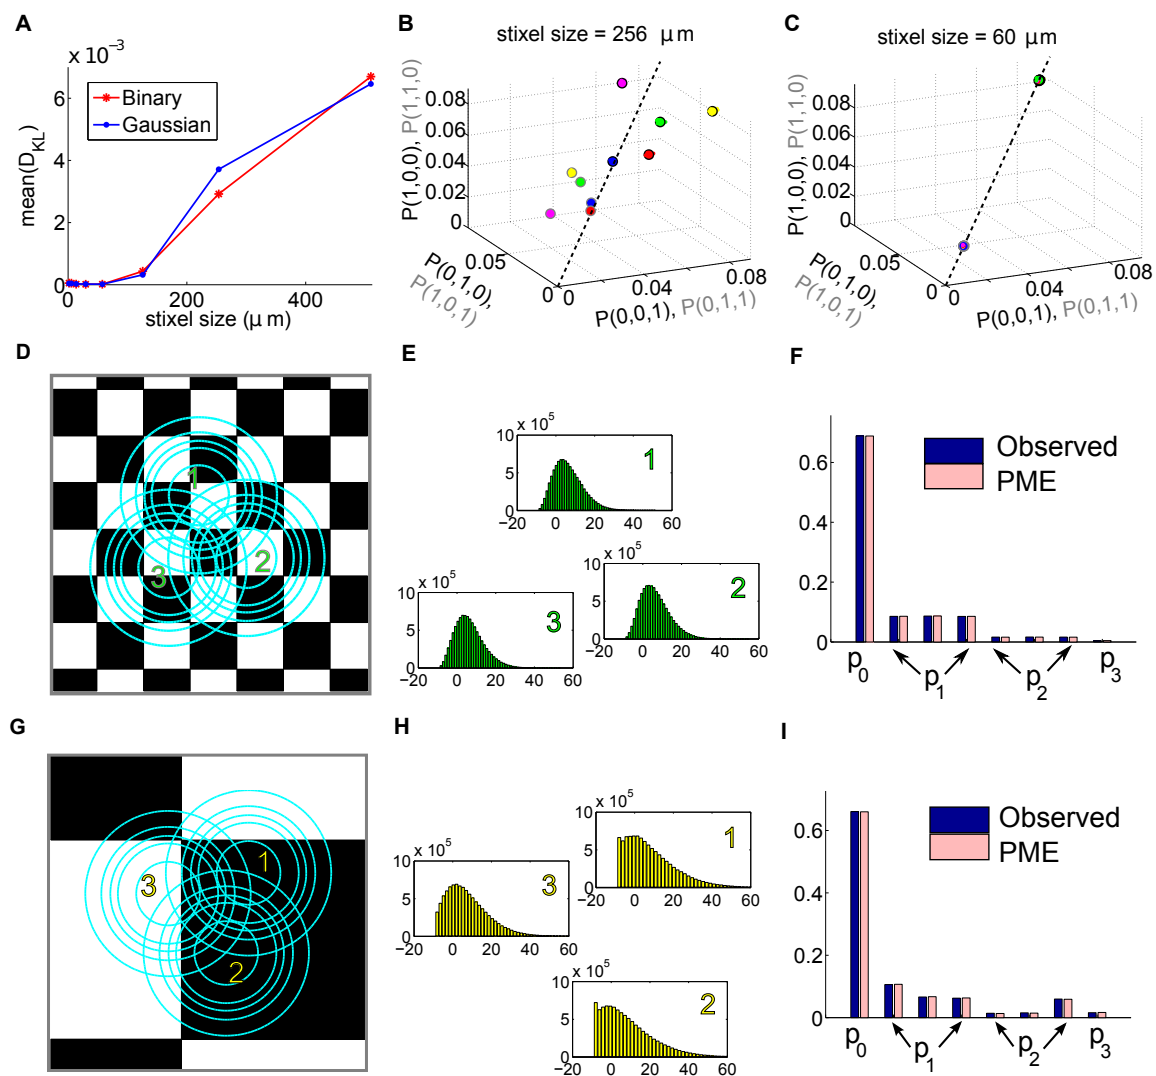 A
x 10⁻³
6
4
2
0
0 200 400
mean(D_KL)
stixel size (µm)
Binary
Gaussian
B
stixel size = 256 µm
0.08
0.06
0.04
0.02
0
P(1,0,0), P(1,1,0)
0.05
0
P(0,1,0),
P(1,0,1)
0 0.04 0.08
P(0,0,1), P(0,1,1)
C
stixel size = 60 µm
0.08
0.06
0.04
0.02
0
P(1,0,0), P(1,1,0)
0.05
0
P(0,1,0),
P(1,0,1)
0 0.04 0.08
P(0,0,1), P(0,1,1)
D
1
2
3
E
x 10⁵
10
5
0
-20 0 20 40 60
1
x 10⁵
10
5
0
-20 0 20 40 60
3
x 10⁵
10
5
0
-20 0 20 40 60
2
F
0.6
0.4
0.2
0
Observed
PME
p₀ p₁ p₂ p₃
G
1
3
2
H
x 10⁵
10
5
0
-20 0 20 40 60
1
x 10⁵
10
5
0
-20 0 20 40 60
3
x 10⁵
10
5
0
-20 0 20 40 60
2
I
0.6
0.4
0.2
0
Observed
PME
p₀ p₁ p₂ p₃